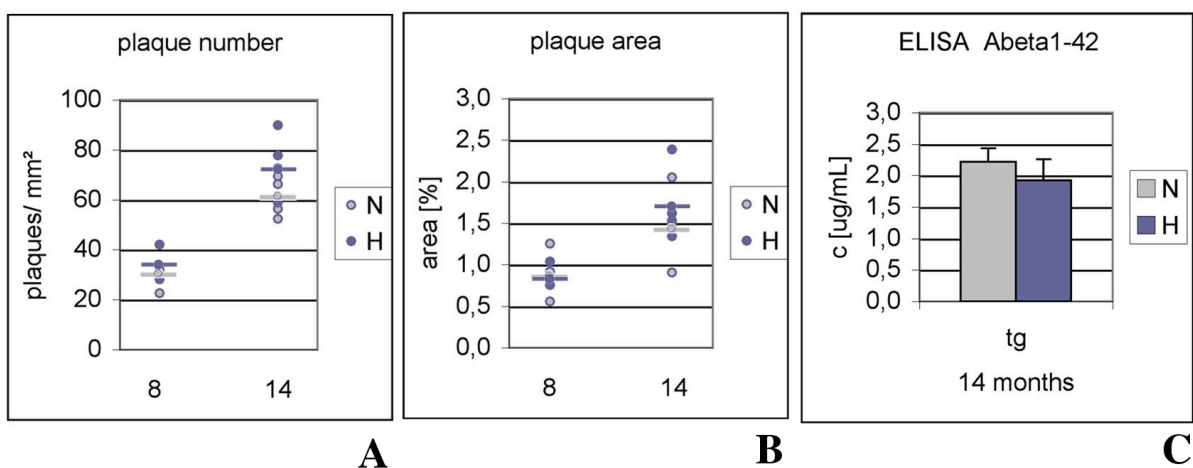 plaque number
100
80
60
40
20
0
plaques/ mm²
8 14
N
H
A
plaque area
3,0
2,5
2,0
1,5
1,0
0,5
0,0
area [%]
8 14
N
H
B
ELISA Abeta1-42
3,0
2,5
2,0
1,5
1,0
0,5
0,0
c [ug/mL]
tg
14 months
N
H
C